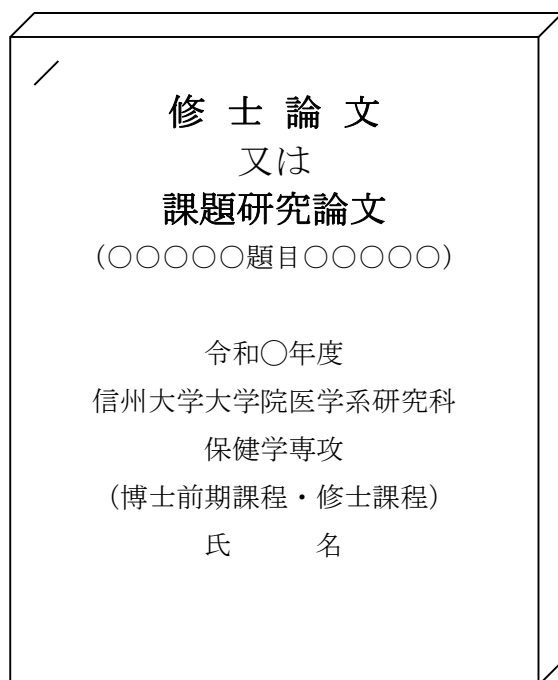 修 士 論 文
又は
課題研究論文
（○○○○○題目○○○○○）
令和○年度
信州大学大学院医学系研究科
保健学専攻
（博士前期課程・修士課程）
氏　　　名